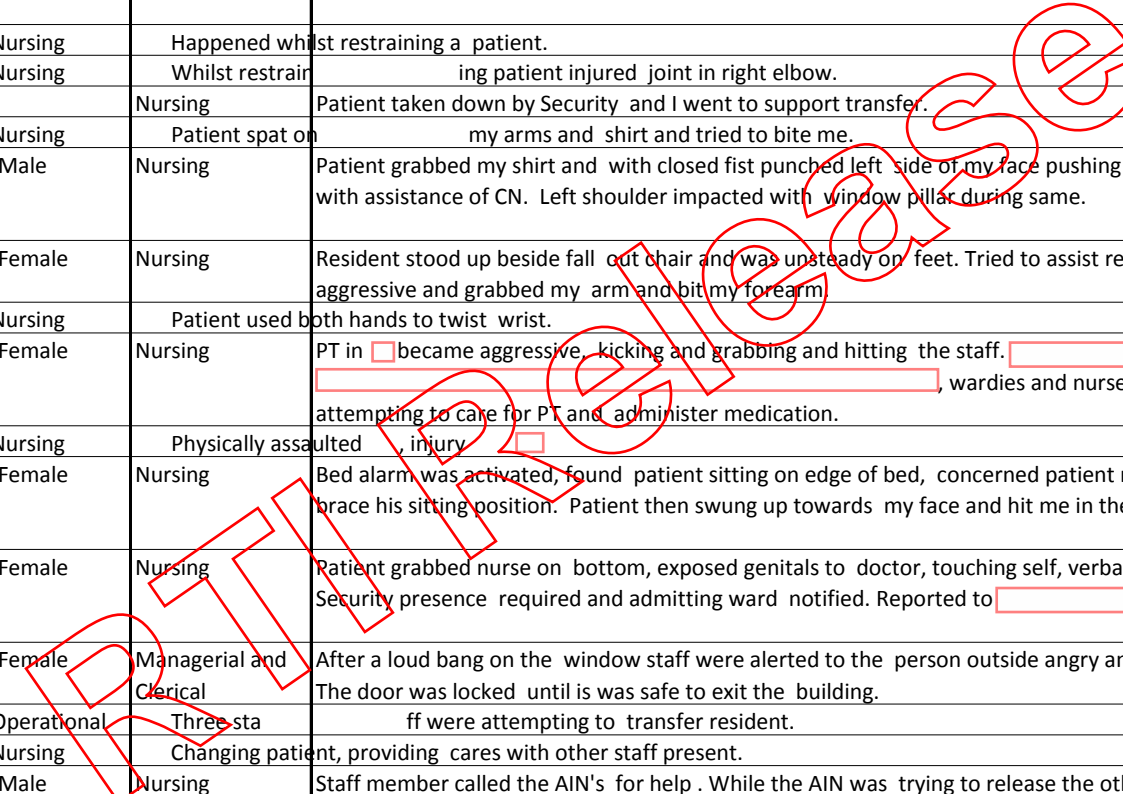 Nursing Happened whilst restraining a patient.
Nursing Whilst restraining patient injured joint in right elbow.
Nursing Patient taken down by Security and I went to support transfer.
Nursing Patient spat on my arms and shirt and tried to bite me.
Male Nursing Patient grabbed my shirt and with closed fist punched left side of my face pushing
with assistance of CN. Left shoulder impacted with window pillar during same.
Female Nursing Resident stood up beside fall out chair and was unsteady on feet. Tried to assist re
aggressive and grabbed my arm and bit my forearm.
Nursing Patient used both hands to twist wrist.
Female Nursing PT in became aggressive, kicking and grabbing and hitting the staff.
, wardies and nurse
attempting to care for PT and administer medication.
Nursing Physically assaulted , injury
Female Nursing Bed alarm was activated, found patient sitting on edge of bed, concerned patient
brace his sitting position. Patient then swung up towards my face and hit me in the
Female Nursing Patient grabbed nurse on bottom, exposed genitals to doctor, touching self, verba
Security presence required and admitting ward notified. Reported to
Female Managerial and After a loud bang on the window staff were alerted to the person outside angry an
Clerical The door was locked until is was safe to exit the building.
Operational Three staff were attempting to transfer resident.
Nursing Changing patient, providing cares with other staff present.
Male Nursing Staff member called the AIN's for help . While the AIN was trying to release the oth
RTI Release